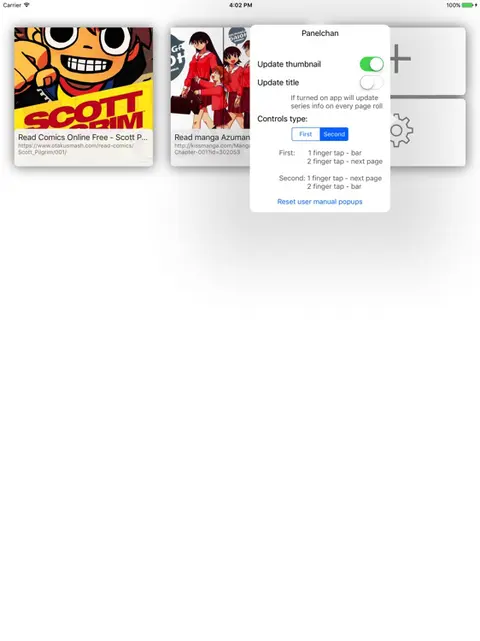 Carrier
4:02 PM
100%
SCOTT
PILGRIM
Read Comics Online Free - Scott P...
https://www.otakusmash.com/read-comics/
Scott_Pilgrim/001/
Read manga Azuman
http://kissmanga.com/Mang
Chapter-001?id=302059
Panelchan
Update thumbnail
Update title
If turned on app will update
series info on every page roll
Controls type:
First
Second
First: 1 finger tap - bar
2 finger tap - next page
Second: 1 finger tap - next page
2 finger tap - bar
Reset user manual popups